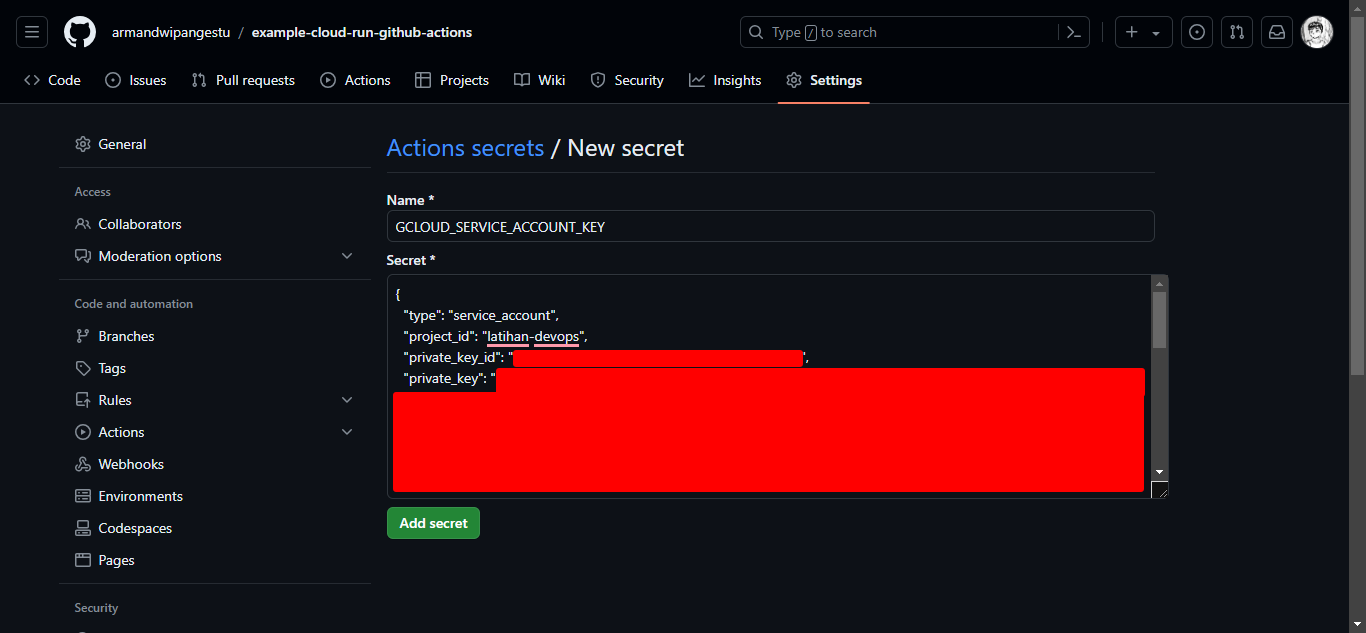 armandwipangestu / example-cloud-run-github-actions
Type / to search
Code Issues Pull requests Actions Projects Wiki Security Insights Settings
General
Access
Collaborators
Moderation options
Code and automation
Branches
Tags
Rules
Actions
Webhooks
Environments
Codespaces
Pages
Security
Actions secrets / New secret
Name *
GCLOUD_SERVICE_ACCOUNT_KEY
Secret *
{
"type": "service_account",
"project_id": "latihan-devops",
"private_key_id": "",
"private_key": "
Add secret